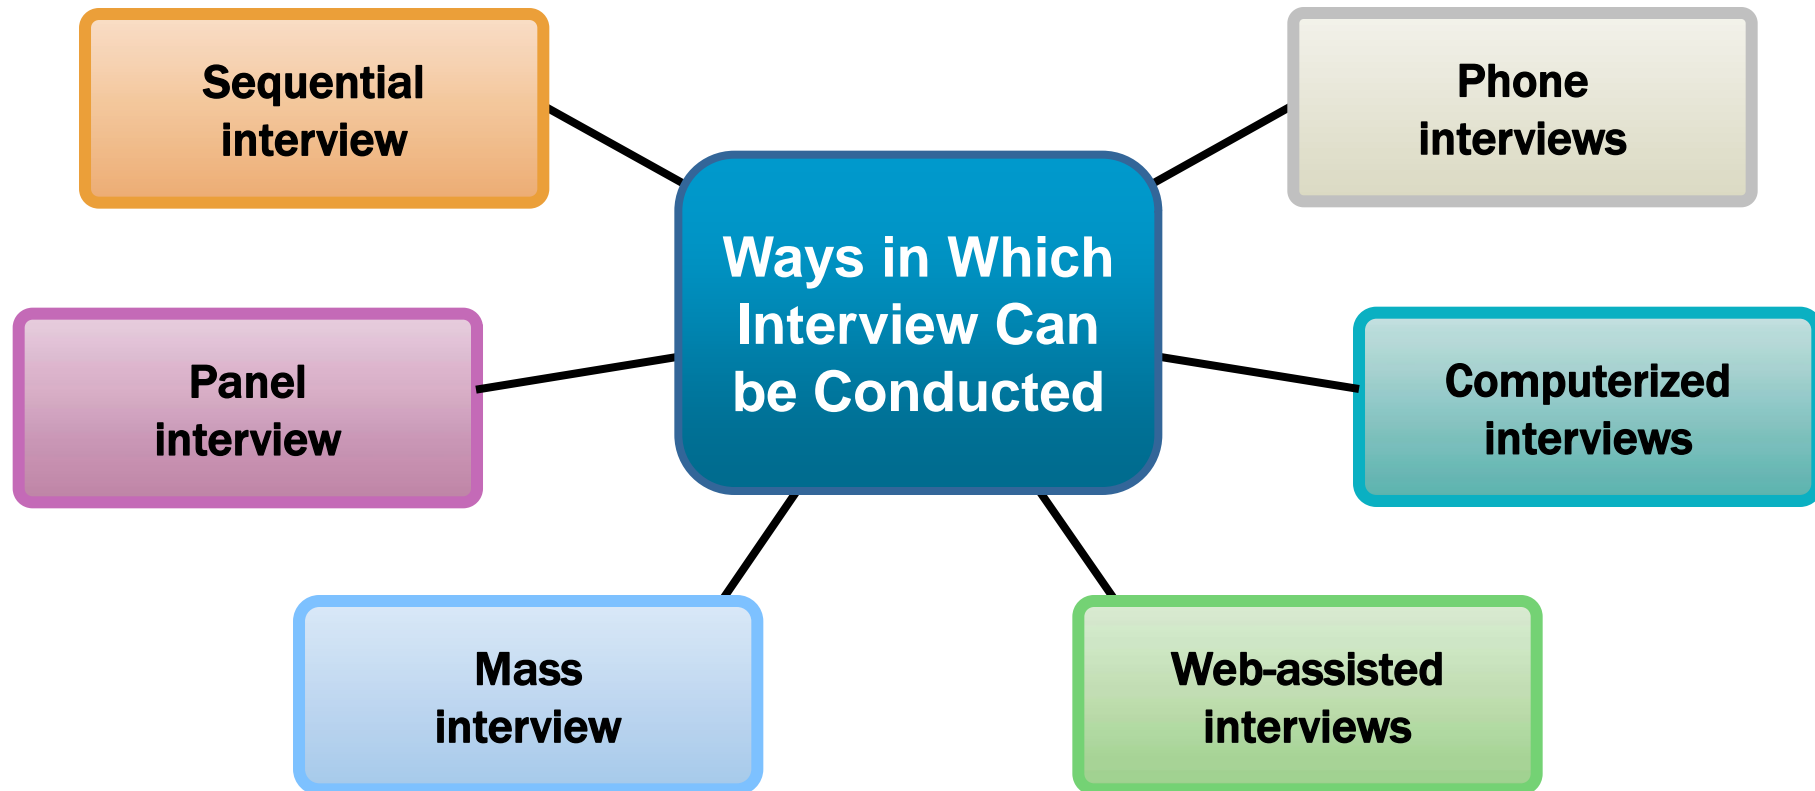 Sequential
interview
Phone
interviews
Ways in Which
Interview Can
be Conducted
Panel
interview
Computerized
interviews
Mass
interview
Web-assisted
interviews